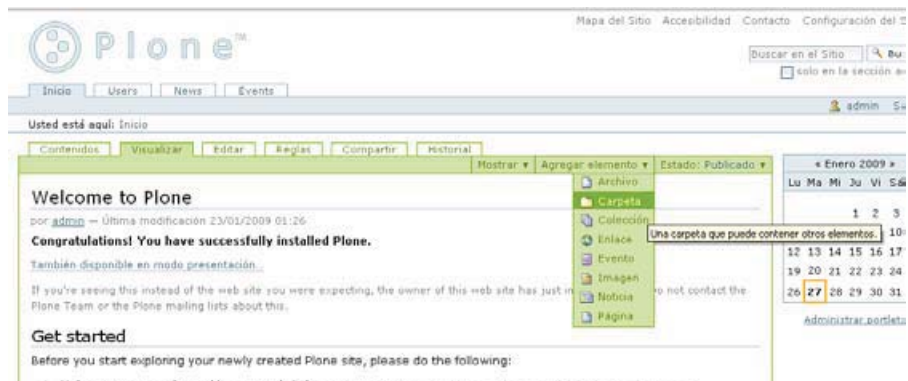 Mapa del Sitio Accesibilidad Contacto Configuración del S
Plone™
Buscar en el Sitio Bu
solo en la sección a
Inicio Users News Events
admin
Usted está aquí: Inicio
Contenidos Visualizar Editar Reglas Compartir Historial
Mostrar ▾ Agregar elemento ▾ Estado: Publicado ▾
Archivo
Carpeta
Colección
Enlace
Evento
Imagen
Noticia
Página
Una carpeta que puede contener otros elementos.
Welcome to Plone
por admin — Última modificación 23/01/2009 01:26
Congratulations! You have successfully installed Plone.
También disponible en modo presentación...
If you're seeing this instead of the web site you were expecting, the owner of this web site has just in o not contact the
Plone Team or the Plone mailing lists about this.
Get started
Before you start exploring your newly created Plone site, please do the following:
« Enero 2009 »
Lu Ma Mi Ju Vi Sá
1 2 3
10
12 13 14 15 16 17
19 20 21 22 23 24
26 27 28 29 30 31
Administrar portlets